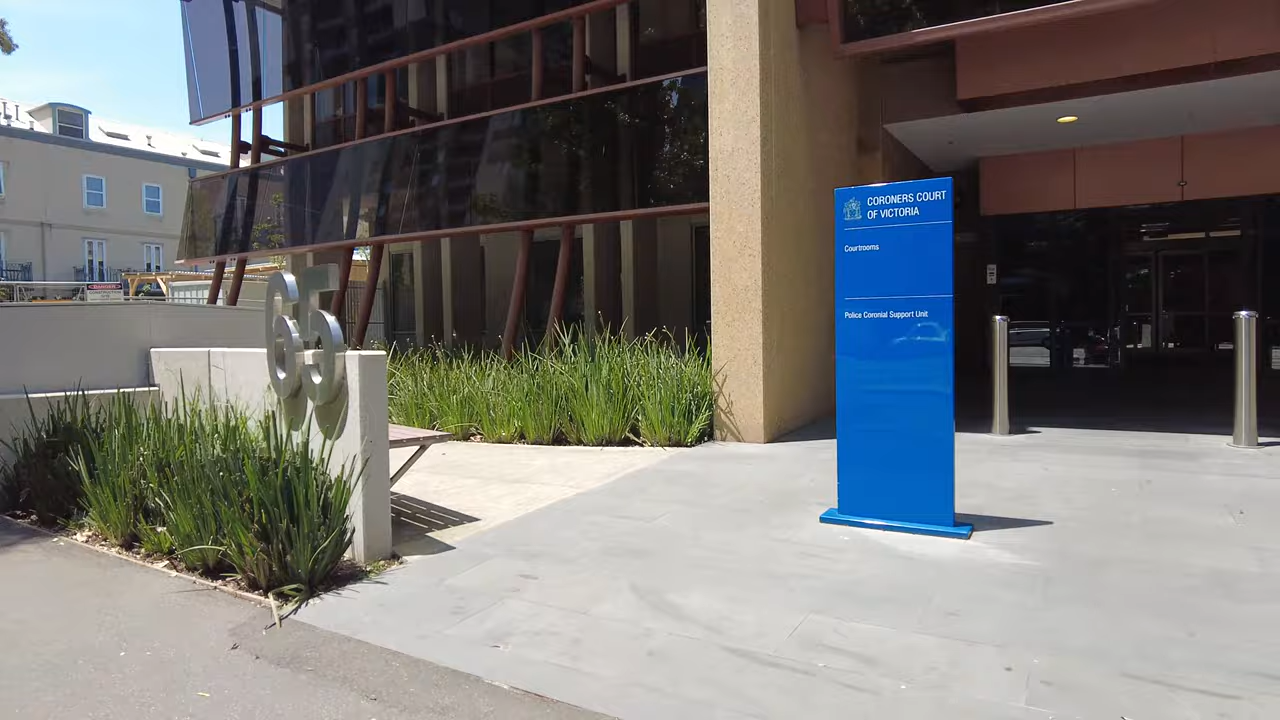 65
DANGER
CORONERS COURT
OF VICTORIA
Courtrooms
Police Coronial Support Unit